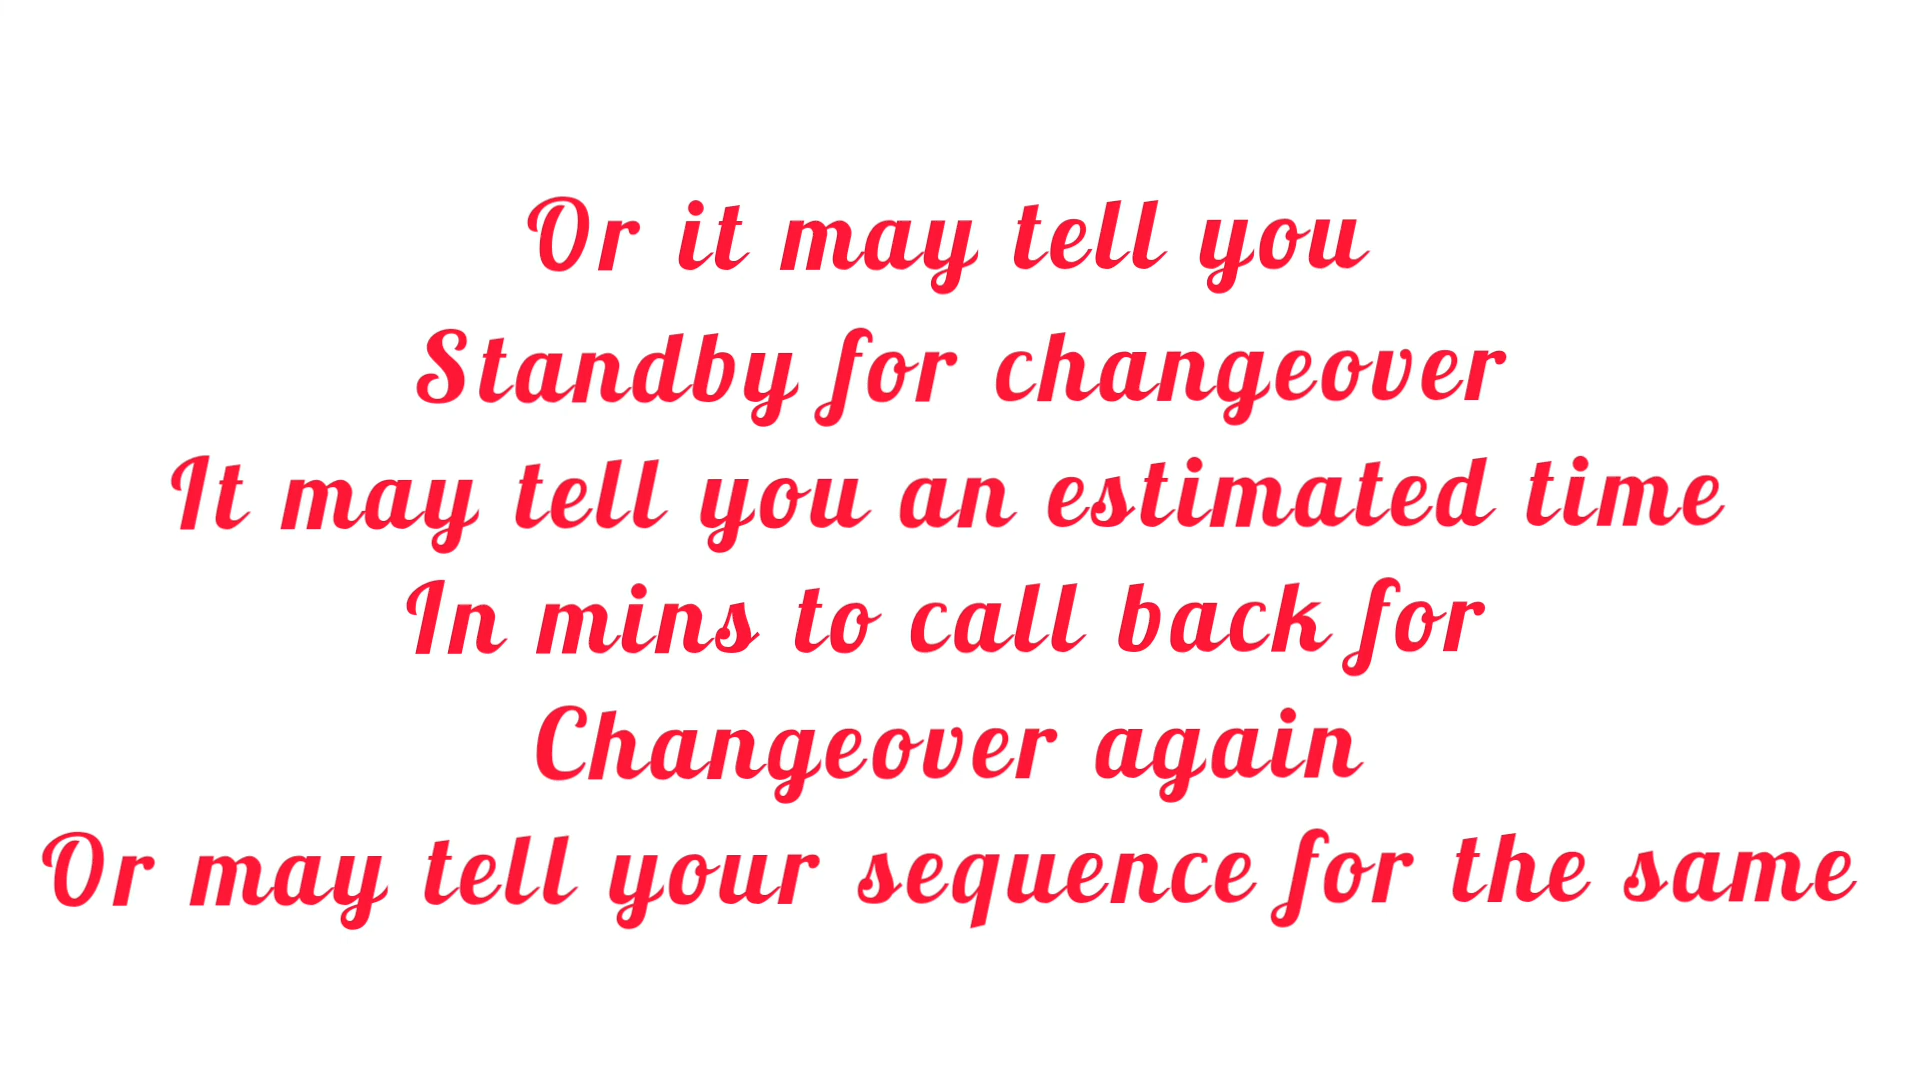 Or it may tell you
Standby for changeover
It may tell you an estimated time
In mins to call back for
Changeover again
Or may tell your sequence for the same